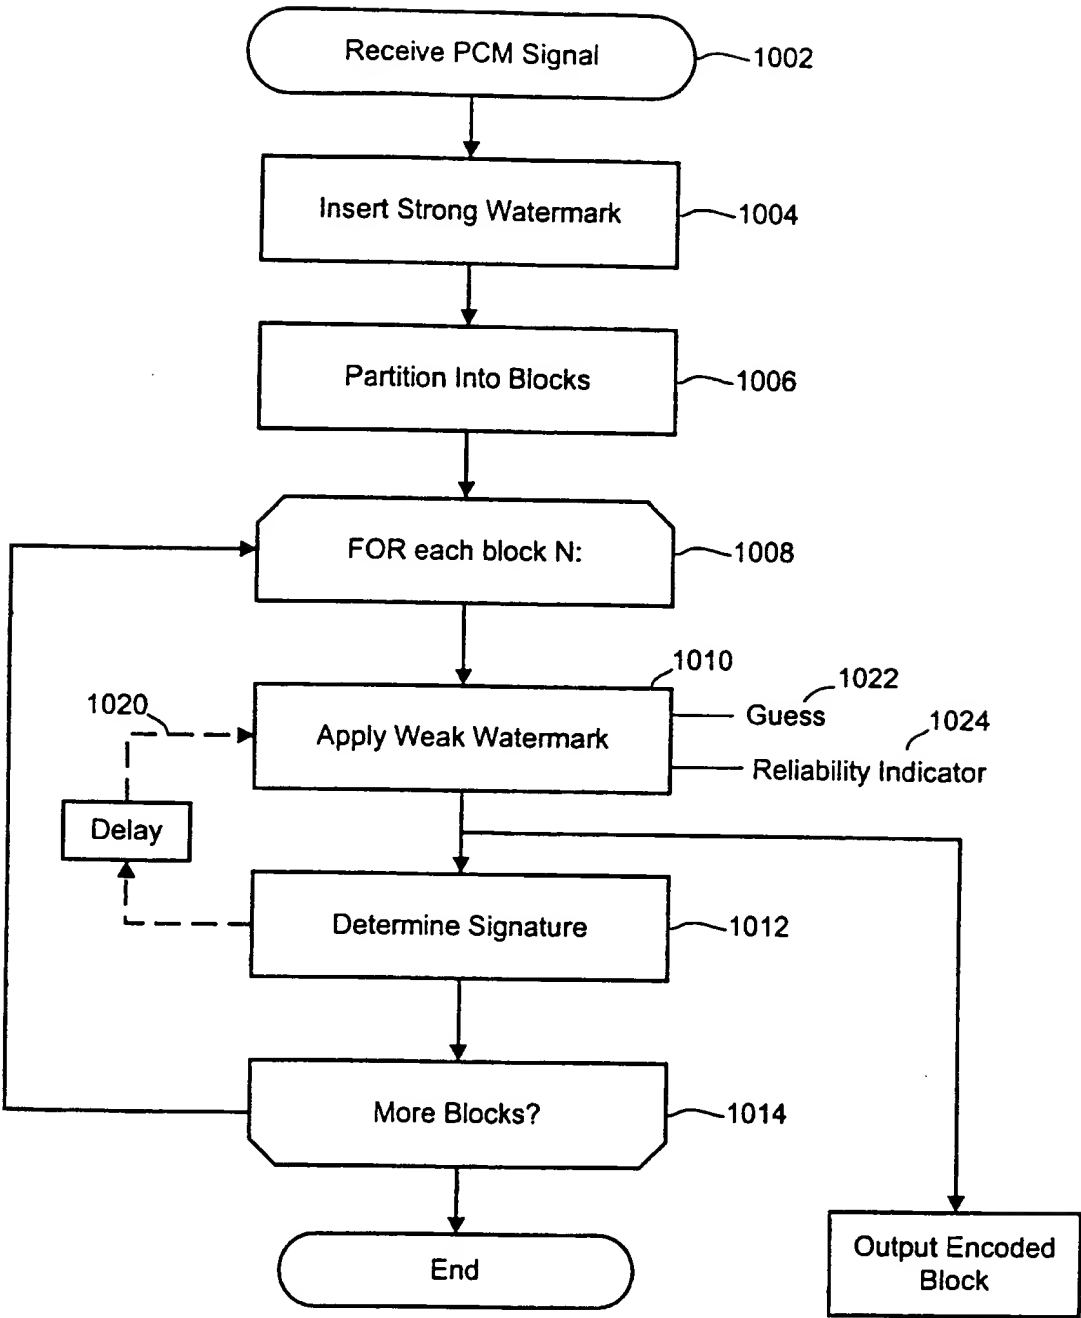 Receive PCM Signal
1002
Insert Strong Watermark
1004
Partition Into Blocks
1006
FOR each block N:
1008
1010
1022
1020
Guess
1024
Apply Weak Watermark
Reliability Indicator
Delay
Determine Signature
1012
More Blocks?
1014
End
Output Encoded
Block